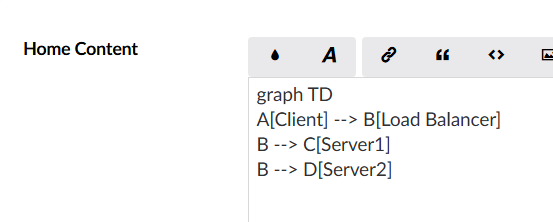 Home Content
graph TD
A[Client] --> B[Load Balancer]
B --> C[Server1]
B --> D[Server2]